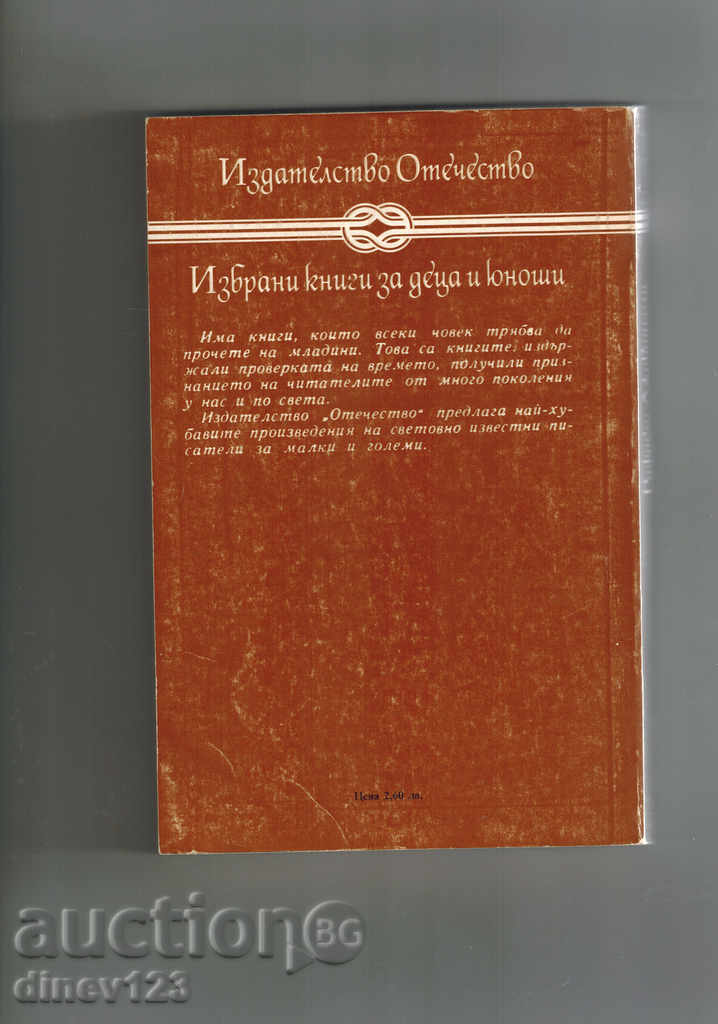 Издателство Отечество
Избрани книги за деца и юноши
Има книги, които всеки човек трябва да
прочете на младини. Това са книгите, издър-
жали проверката на времето, получили приз-
нанието на читателите от много поколения
у нас и по света.
Издателство „Отечество“ предлага най-ху-
бавите произведения на световно известни пи-
сатели за малки и големи.
Цена 2,60 лв.
auctionBG
dinev123